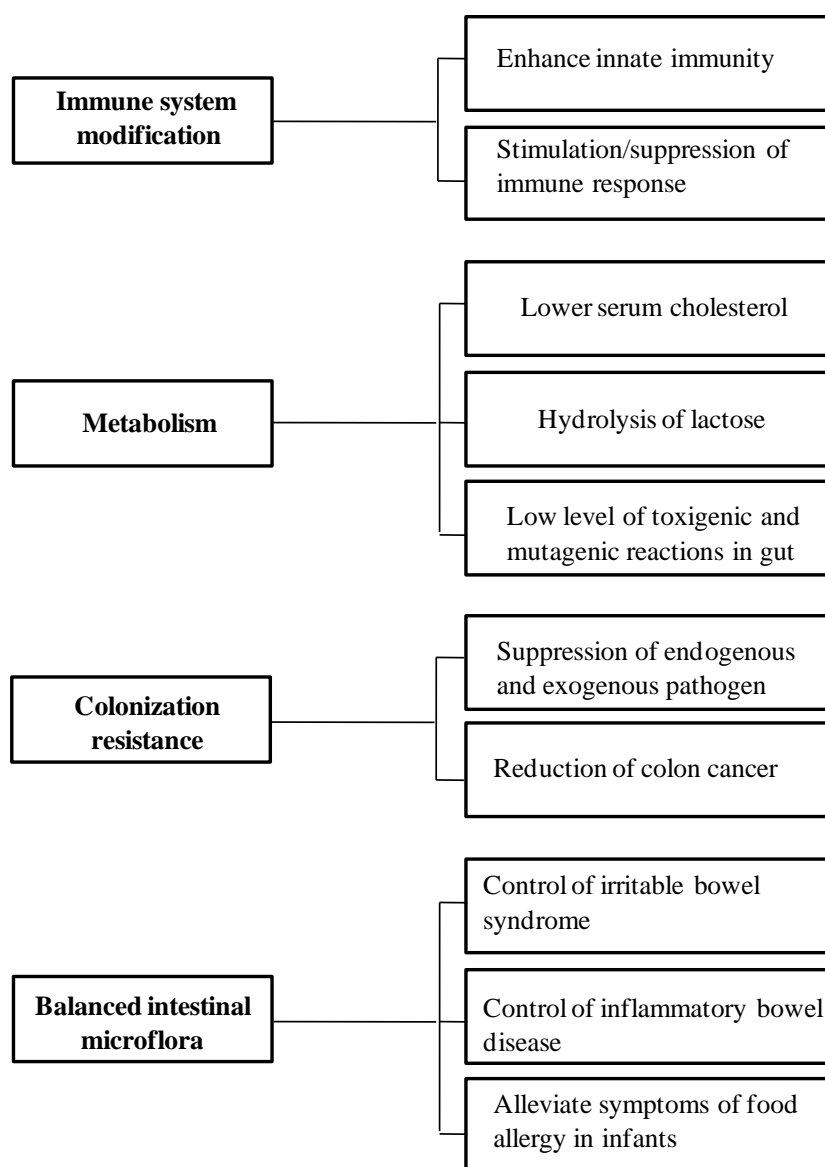 Immune system
modification
Enhance innate immunity
Stimulation/suppression of
immune response
Metabolism
Lower serum cholesterol
Hydrolysis of lactose
Low level of toxigenic and
mutagenic reactions in gut
Colonization
resistance
Suppression of endogenous
and exogenous pathogen
Reduction of colon cancer
Balanced intestinal
microflora
Control of irritable bowel
syndrome
Control of inflammatory bowel
disease
Alleviate symptoms of food
allergy in infants